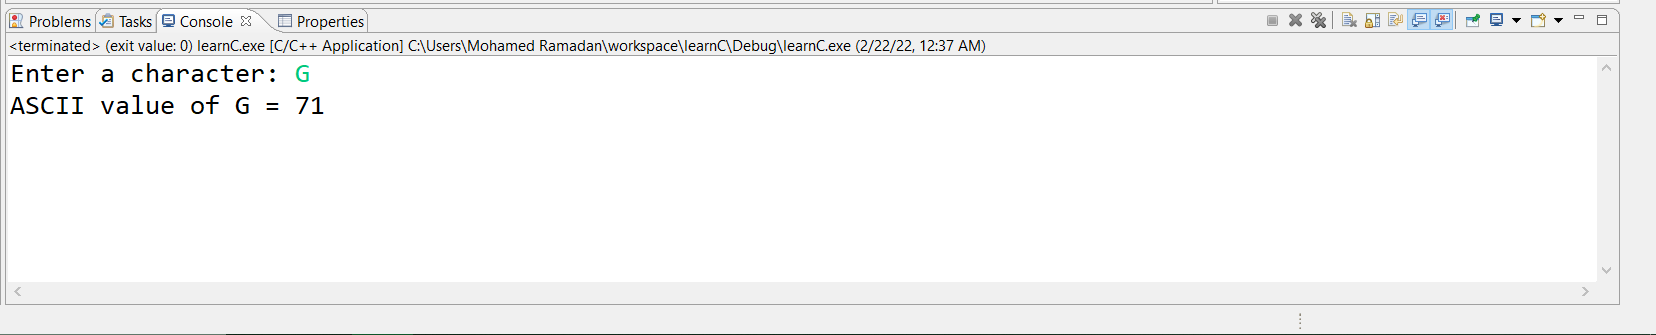 Problems Tasks Console Properties
<terminated> (exit value: 0) learnC.exe [C/C++ Application] C:\Users\Mohamed Ramadan\workspace\learnC\Debug\learnC.exe (2/22/22, 12:37 AM)
Enter a character: G
ASCII value of G = 71